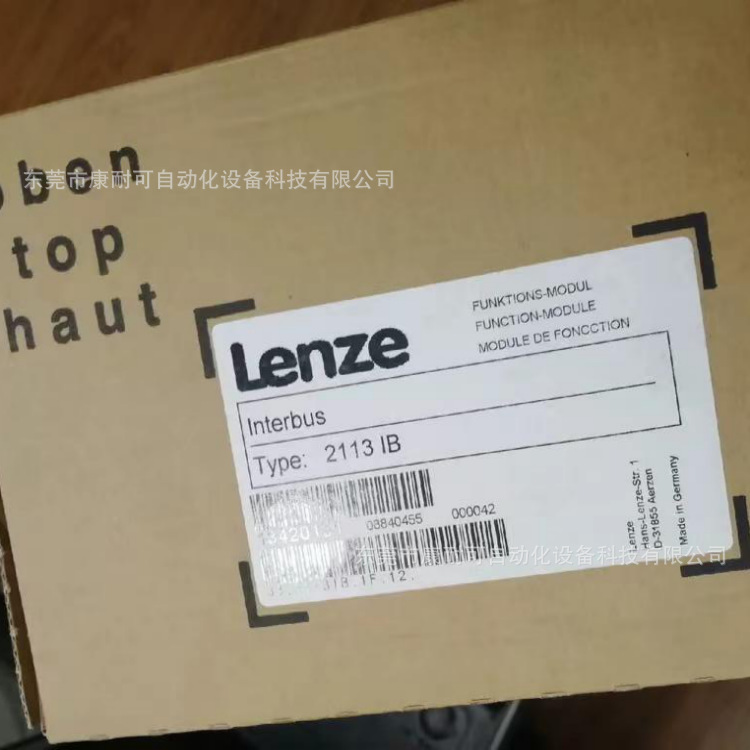 oben
top
haut
东莞市康耐可自动化设备科技有限公司
Lenze
FUNKTIONS-MODUL
FUNCTION-MODULE
MODULE DE FONCCTION
Interbus
Type: 2113 IB
08840455 000042
Lenze
Hans-Lenze-Str. 1
D-31855 Aerzen
Made in Germany
东莞市康耐可自动化设备科技有限公司